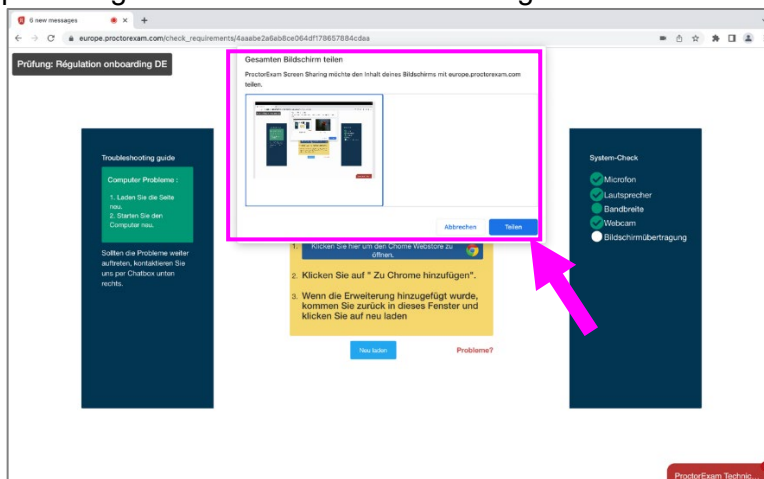 6 new messages
europe.proctorexam.com/check_requirements/4aaabe2a6eb8ce064df178657884cdaa
Prüfung: Régulation onboarding DE
Gesamten Bildschirm teilen
ProctorExam Screen Sharing möchte den Inhalt deines Bildschirms mit europe.proctorexam.com
teilen.
Abbrechen
Teilen
Troubleshooting guide
Computer Probleme :
1. Laden Sie die Seite
neu.
2. Starten Sie den
Computer neu.
Sollten die Probleme weiter
auftreten, kontaktieren Sie
uns per Chatbox unten
rechts.
1. Klicken Sie hier um den Chome Webstore zu
öffnen.
2. Klicken Sie auf " Zu Chrome hinzufügen".
3. Wenn die Erweiterung hinzugefügt wurde,
kommen Sie zurück in dieses Fenster und
klicken Sie auf neu laden
Neu laden
Probleme?
System-Check
Microfon
Lautsprecher
Bandbreite
Webcam
Bildschirmübertragung
ProctorExam Technic...